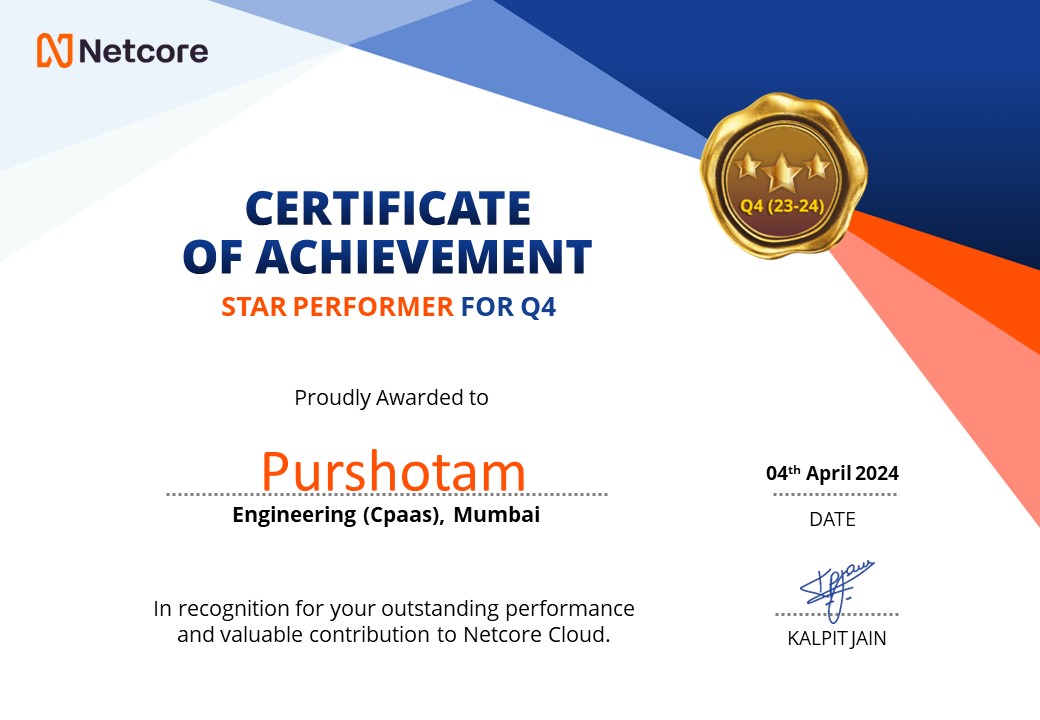 Netcore
Q4 (23-24)
CERTIFICATE
OF ACHIEVEMENT
STAR PERFORMER FOR Q4
Proudly Awarded to
Purshotam
Engineering (Cpaas), Mumbai
04th April 2024
DATE
In recognition for your outstanding performance
and valuable contribution to Netcore Cloud.
KALPIT JAIN